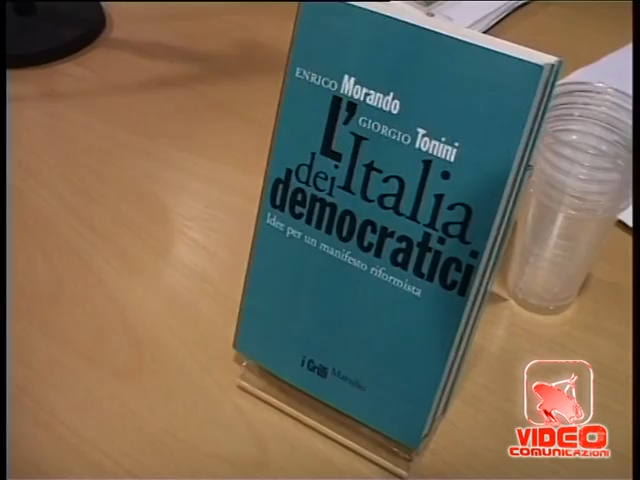 ENRICO Morando
GIORGIO Tonini
L'Italia
dei
democratici
Idee per un manifesto riformista
i Grilli Marsilio
VIDEO
COMUNICAZIONI